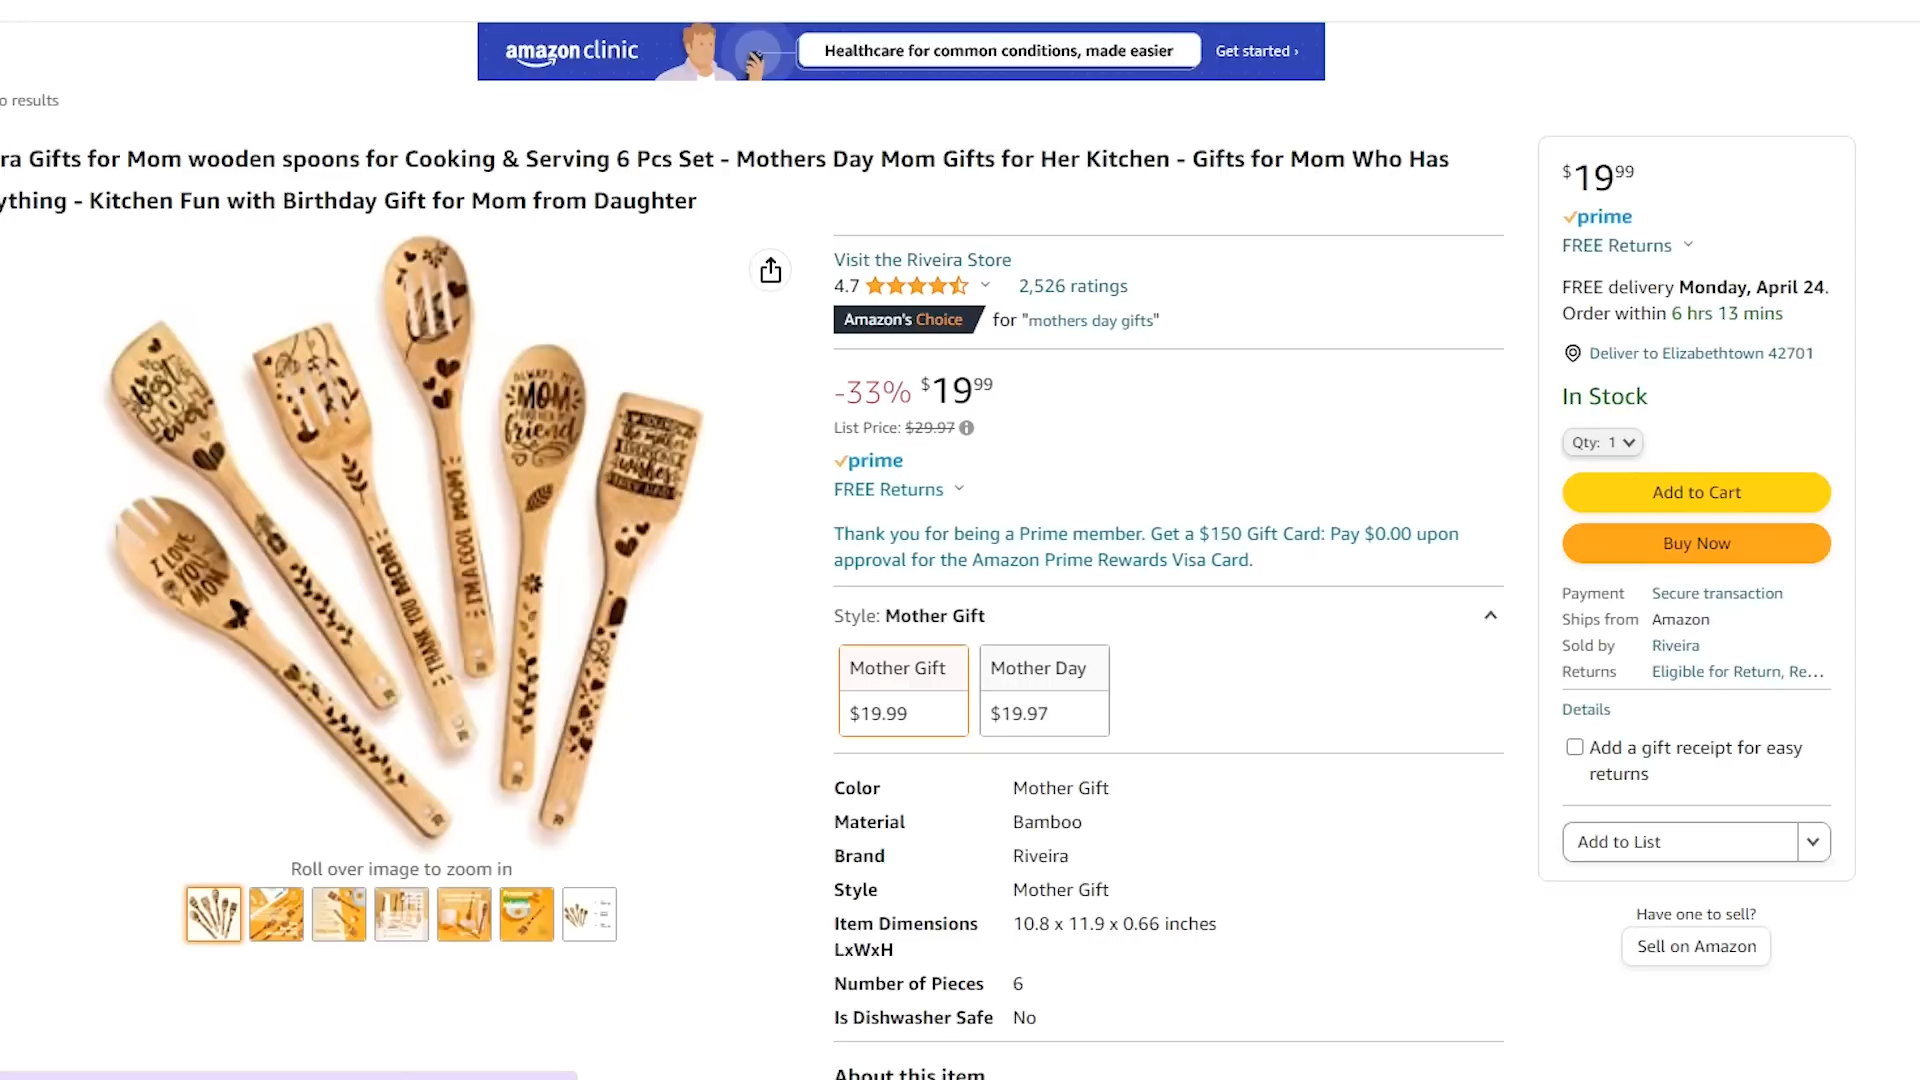 amazon clinic
Healthcare for common conditions, made easier
Get started ›
o results
ra Gifts for Mom wooden spoons for Cooking & Serving 6 Pcs Set - Mothers Day Mom Gifts for Her Kitchen - Gifts for Mom Who Has
ything - Kitchen Fun with Birthday Gift for Mom from Daughter
best
MOM
ever
I LOVE
YOU
MOM
THANK YOU MOM
I'M A COOL MOM
ALWAYS MY
MOM
friend
Roll over image to zoom in
Visit the Riveira Store
4.7
2,526 ratings
Amazon's Choice
for "mothers day gifts"
-33% $19 99
List Price: $29.97
prime
FREE Returns
Thank you for being a Prime member. Get a $150 Gift Card: Pay $0.00 upon
approval for the Amazon Prime Rewards Visa Card.
Style: Mother Gift
Mother Gift
$19.99
Mother Day
$19.97
Color Mother Gift
Material Bamboo
Brand Riveira
Style Mother Gift
Item Dimensions 10.8 x 11.9 x 0.66 inches
LxWxH
Number of Pieces 6
Is Dishwasher Safe No
About this item
$19 99
prime
FREE Returns
FREE delivery Monday, April 24.
Order within 6 hrs 13 mins
Deliver to Elizabethtown 42701
In Stock
Qty: 1
Add to Cart
Buy Now
Payment Secure transaction
Ships from Amazon
Sold by Riveira
Returns Eligible for Return, Re...
Details
Add a gift receipt for easy
returns
Add to List
Have one to sell?
Sell on Amazon